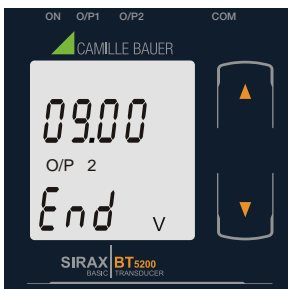 ON O/P1 O/P2 COM
CAMILLE BAUER
09.00
O/P 2
End V
SIRAX BT5200
BASIC TRANSDUCER